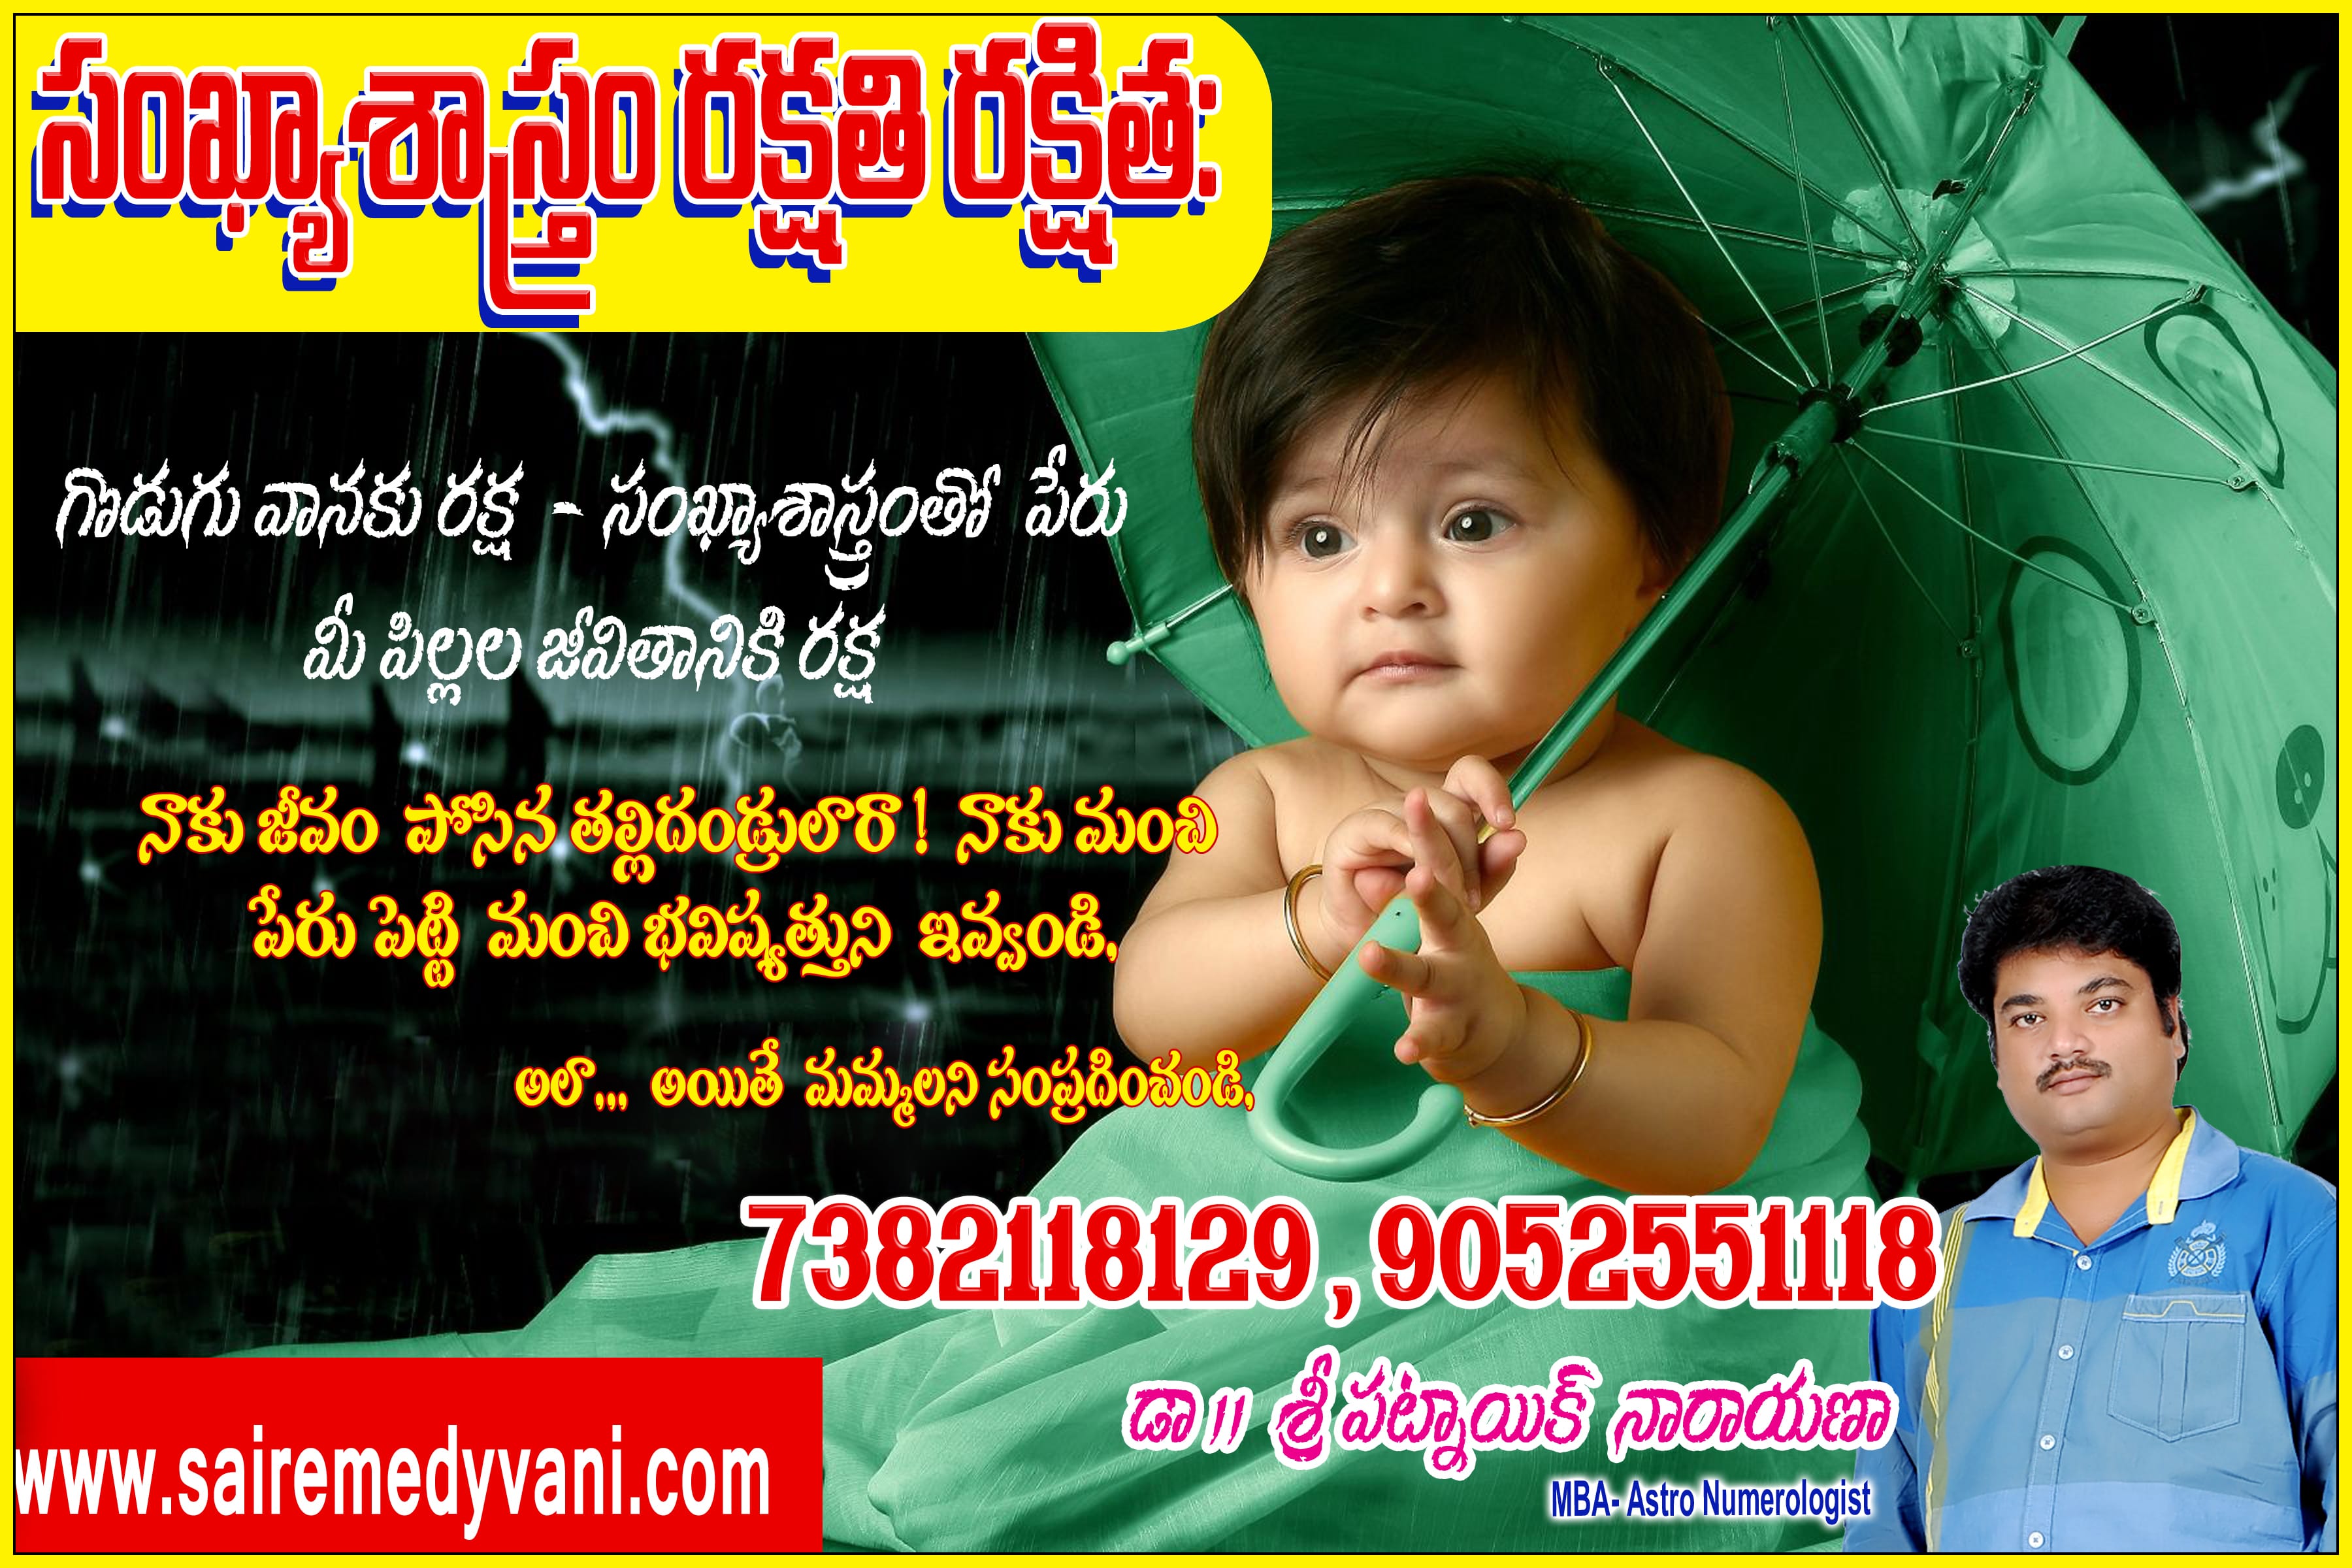 సంఖ్యాశాస్త్రం రక్షతి రక్షిత:
గొడుగు వానకు రక్ష - సంఖ్యాశాస్త్రంతో పేరు
మీ పిల్లల జీవితానికి రక్ష
నాకు జీవం పోసిన తల్లిదండ్రులారా! నాకు మంచి
పేరు పెట్టి మంచి భవిష్యత్తుని ఇవ్వండి,
అలా,,, అయితే మమ్మలని సంప్రదించండి,
7382118129, 9052551118
డా॥ శ్రీ పట్నాయిక్ నారాయణా
MBA- Astro Numerologist
www.sairemedyvani.com